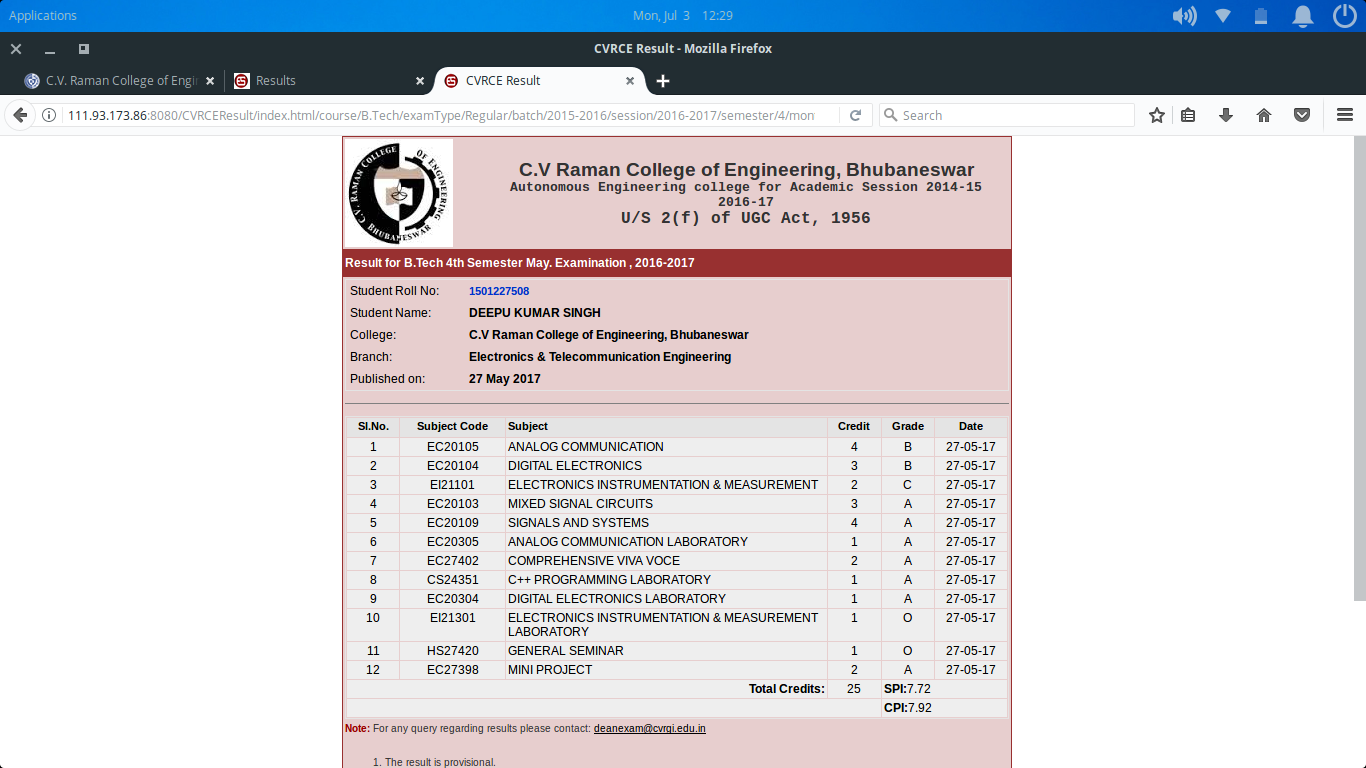 Applications
Mon, Jul 3 12:29
CVRCE Result - Mozilla Firefox
C.V. Raman College of Engi
Results
CVRCE Result
111.93.173.86:8080/CVRCEResult/index.html/course/B.Tech/examType/Regular/batch/2015-2016/session/2016-2017/semester/4/mon
Search
C.V. RAMAN COLLEGE OF ENGINEERING
BHUBANESWAR
C.V Raman College of Engineering, Bhubaneswar
Autonomous Engineering college for Academic Session 2014-15
2016-17
U/S 2(f) of UGC Act, 1956
Result for B.Tech 4th Semester May. Examination , 2016-2017
Student Roll No: 1501227508
Student Name: DEEPU KUMAR SINGH
College: C.V Raman College of Engineering, Bhubaneswar
Branch: Electronics & Telecommunication Engineering
Published on: 27 May 2017
Sl.No. Subject Code Subject Credit Grade Date
1 EC20105 ANALOG COMMUNICATION 4 B 27-05-17
2 EC20104 DIGITAL ELECTRONICS 3 B 27-05-17
3 EI21101 ELECTRONICS INSTRUMENTATION & MEASUREMENT 2 C 27-05-17
4 EC20103 MIXED SIGNAL CIRCUITS 3 A 27-05-17
5 EC20109 SIGNALS AND SYSTEMS 4 A 27-05-17
6 EC20305 ANALOG COMMUNICATION LABORATORY 1 A 27-05-17
7 EC27402 COMPREHENSIVE VIVA VOCE 2 A 27-05-17
8 CS24351 C++ PROGRAMMING LABORATORY 1 A 27-05-17
9 EC20304 DIGITAL ELECTRONICS LABORATORY 1 A 27-05-17
10 EI21301 ELECTRONICS INSTRUMENTATION & MEASUREMENT 1 O 27-05-17
LABORATORY
11 HS27420 GENERAL SEMINAR 1 O 27-05-17
12 EC27398 MINI PROJECT 2 A 27-05-17
Total Credits: 25 SPI:7.72
CPI:7.92
Note: For any query regarding results please contact: deanexam@cvrgi.edu.in
1. The result is provisional.